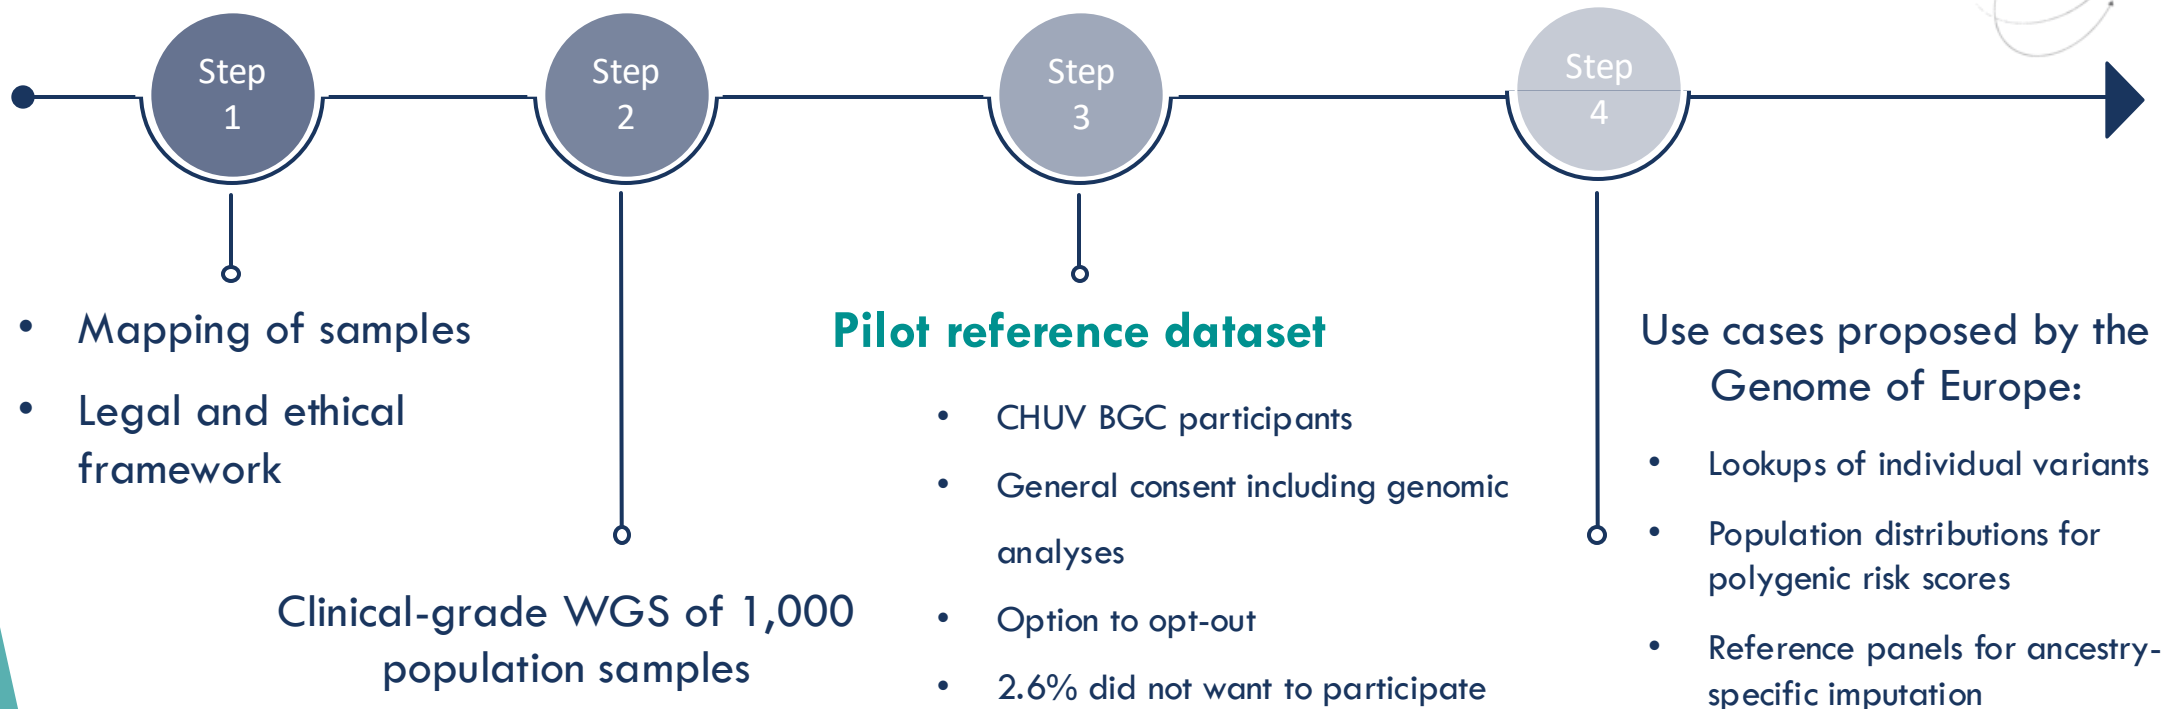 Step
1
Step
2
Step
3
Step
4
• Mapping of samples
• Legal and ethical
framework
Clinical-grade WGS of 1,000
population samples
Pilot reference dataset
• CHUV BGC participants
• General consent including genomic
analyses
• Option to opt-out
• 2.6% did not want to participate
Use cases proposed by the
Genome of Europe:
• Lookups of individual variants
• Population distributions for
polygenic risk scores
• Reference panels for ancestry-
specific imputation